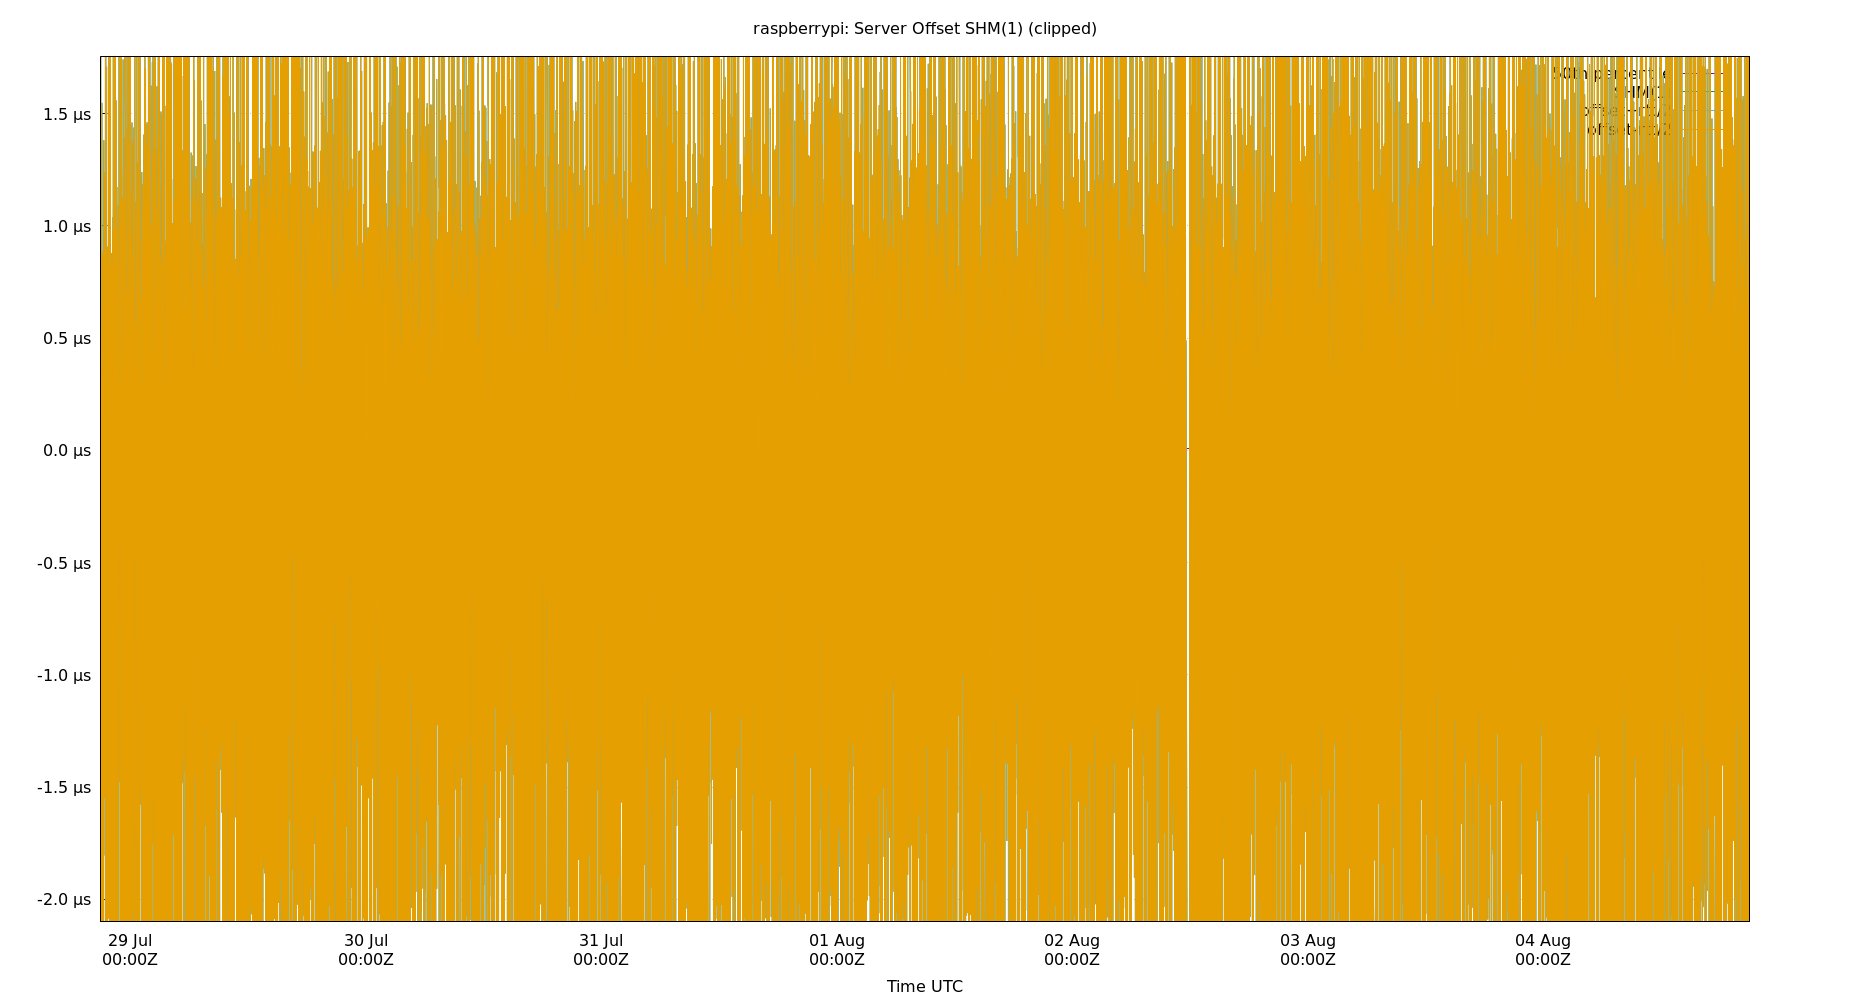 raspberrypi: Server Offset SHM(1) (clipped)
1.5 µs
1.0 µs
0.5 µs
0.0 µs
-0.5 µs
-1.0 µs
-1.5 µs
-2.0 µs
29 Jul
00:00Z
30 Jul
00:00Z
31 Jul
00:00Z
01 Aug
00:00Z
02 Aug
00:00Z
03 Aug
00:00Z
04 Aug
00:00Z
Time UTC